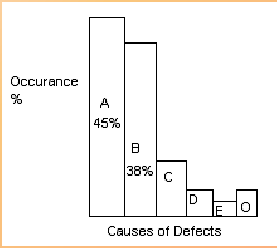 Occurance
%
A
45%
B
38%
C
D
E
O
Causes of Defects